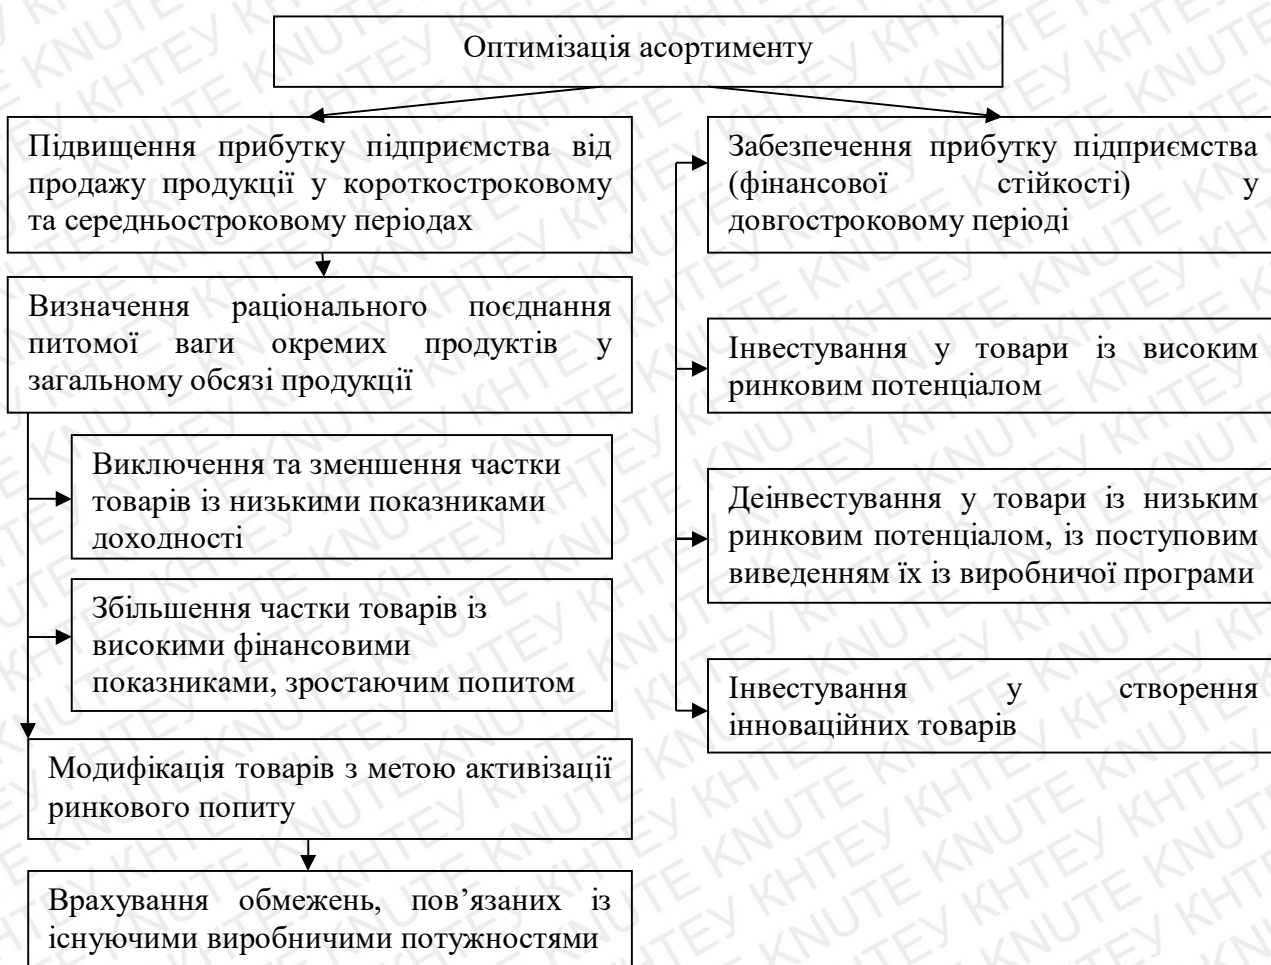 Оптимізація асортименту
Підвищення прибутку підприємства від
продажу продукції у короткостроковому
та середньостроковому періодах
Визначення раціонального поєднання
питомої ваги окремих продуктів у
загальному обсязі продукції
Виключення та зменшення частки
товарів із низькими показниками
доходності
Збільшення частки товарів із
високими фінансовими
показниками, зростаючим попитом
Модифікація товарів з метою активізації
ринкового попиту
Врахування обмежень, пов’язаних із
існуючими виробничими потужностями
Забезпечення прибутку підприємства
(фінансової стійкості) у
довгостроковому періоді
Інвестування у товари із високим
ринковим потенціалом
Деінвестування у товари із низьким
ринковим потенціалом, із поступовим
виведенням їх із виробничої програми
Інвестування у створення
інноваційних товарів